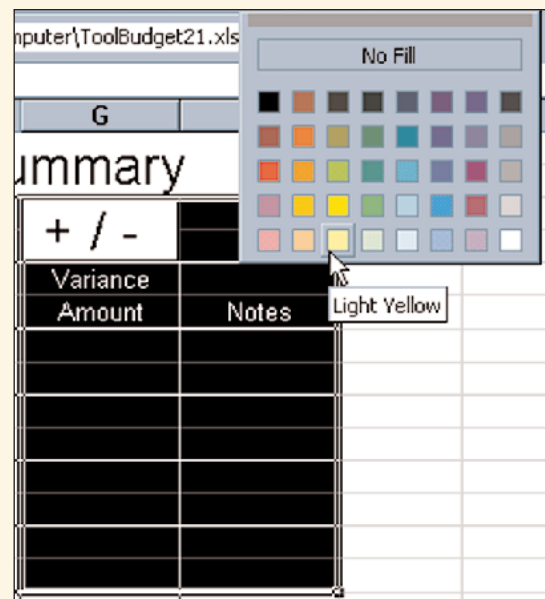 mputer\ToolBudget21.xls
No Fill
G
ummary
+ / -
Variance
Amount
Notes
Light Yellow